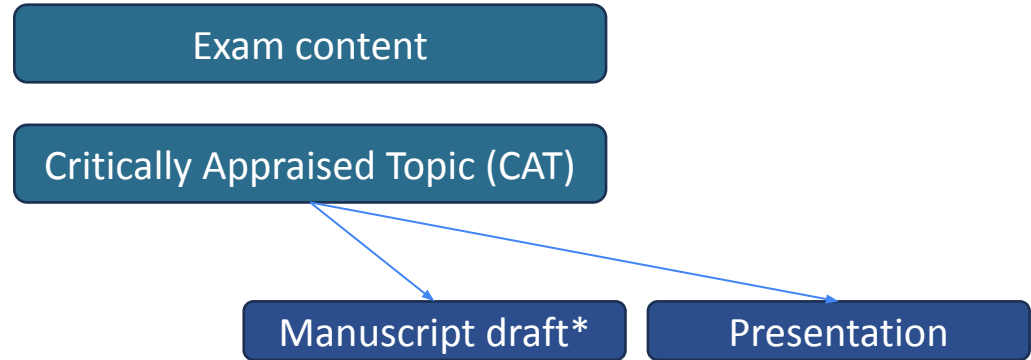 Exam content
Critically Appraised Topic (CAT)
Manuscript draft*
Presentation